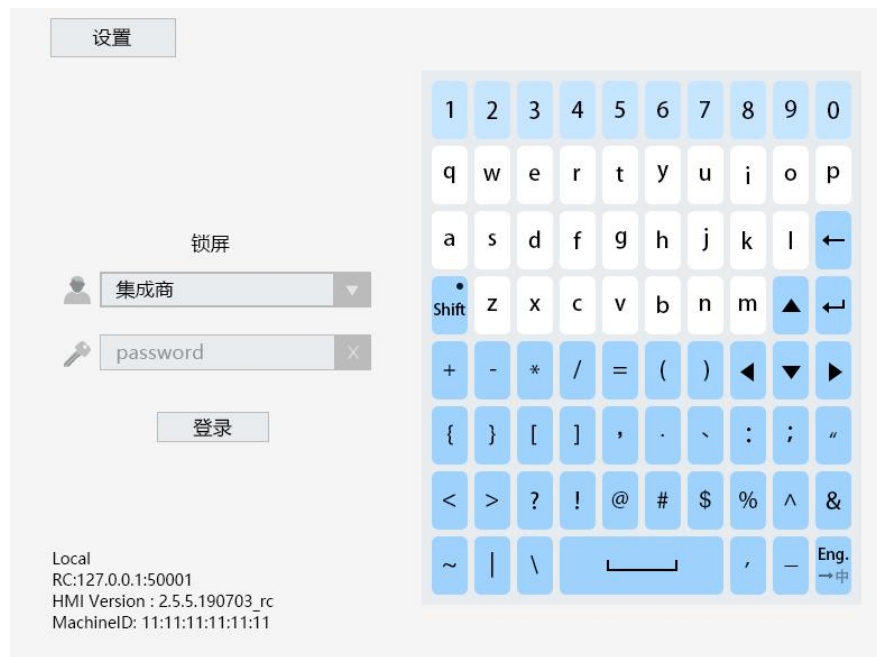 设置
锁屏
集成商
password
X
登录
Local
RC:127.0.0.1:50001
HMI Version : 2.5.5.190703_rc
MachineID: 11:11:11:11:11:11
1 2 3 4 5 6 7 8 9 0
q w e r t y u i o p
a s d f g h j k l ←
Shift z x c v b n m ▲ ↵
+ - * / = ( ) ◀ ▼ ▶
{ } [ ] , . 、 : ; "
< > ? ! @ # $ % ^ &
~ | \ ′ _ Eng.
→中